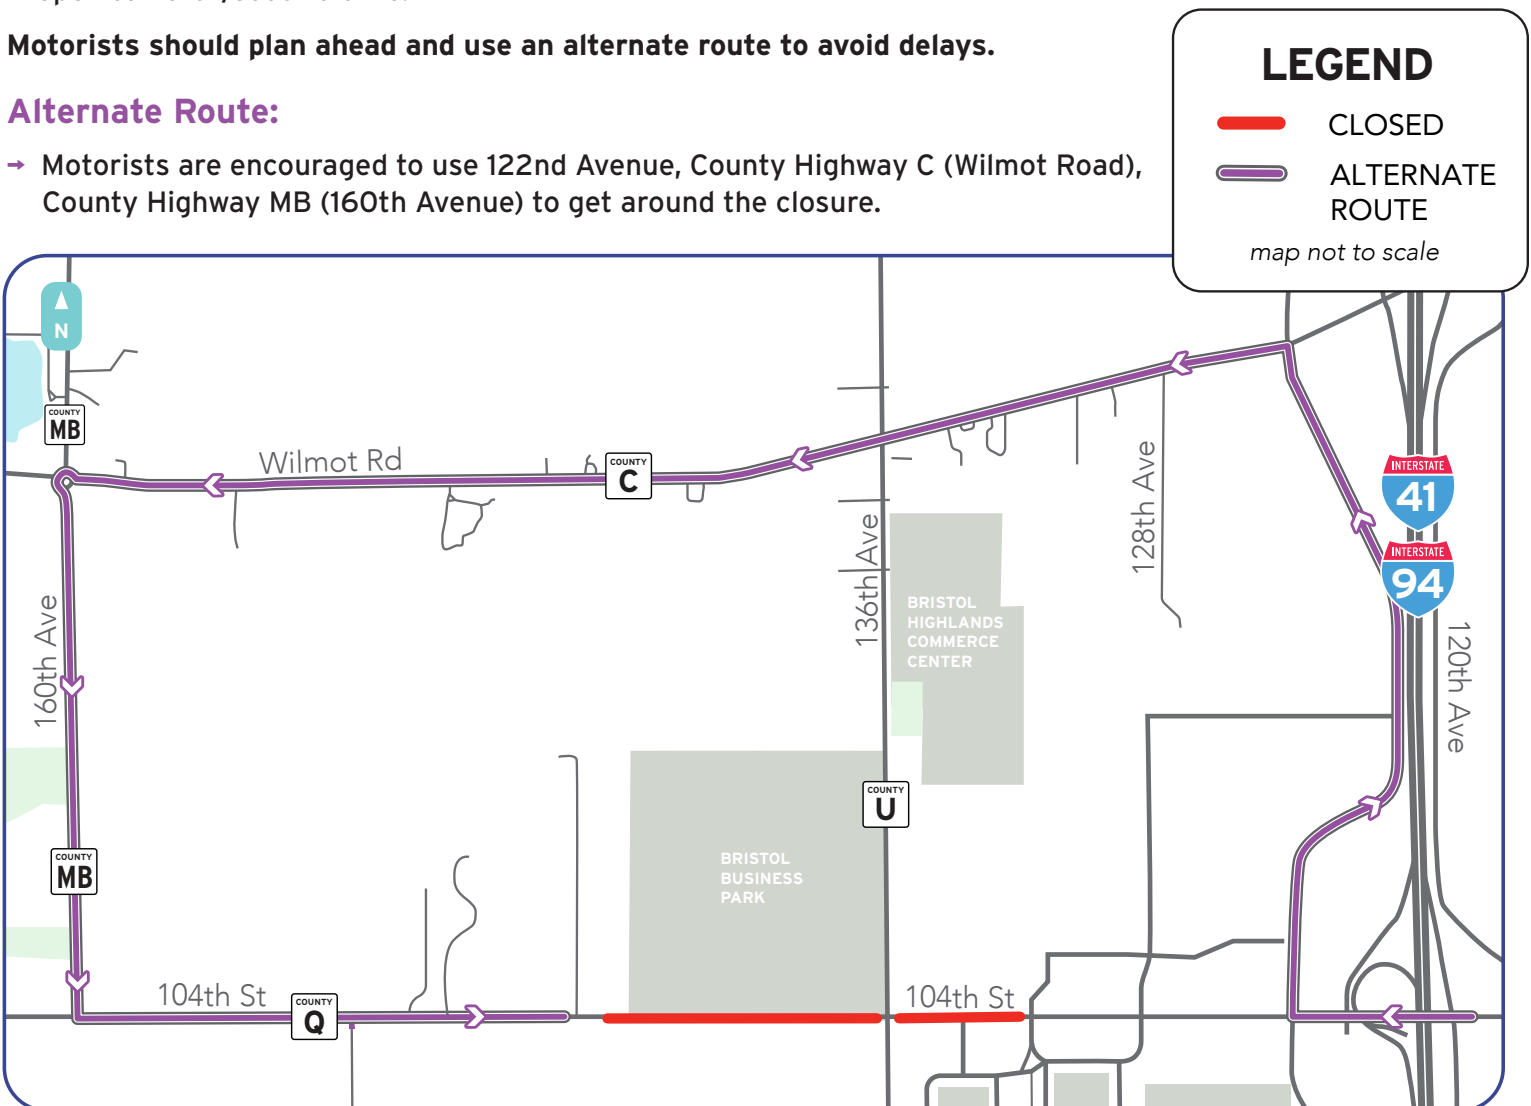 Motorists should plan ahead and use an alternate route to avoid delays.
Alternate Route:
→ Motorists are encouraged to use 122nd Avenue, County Highway C (Wilmot Road),
County Highway MB (160th Avenue) to get around the closure.
LEGEND
CLOSED
ALTERNATE
ROUTE
map not to scale
N
COUNTY
MB
Wilmot Rd
COUNTY
C
INTERSTATE
41
INTERSTATE
94
136th Ave
128th Ave
160th Ave
120th Ave
BRISTOL
HIGHLANDS
COMMERCE
CENTER
COUNTY
U
COUNTY
MB
BRISTOL
BUSINESS
PARK
104th St
COUNTY
Q
104th St